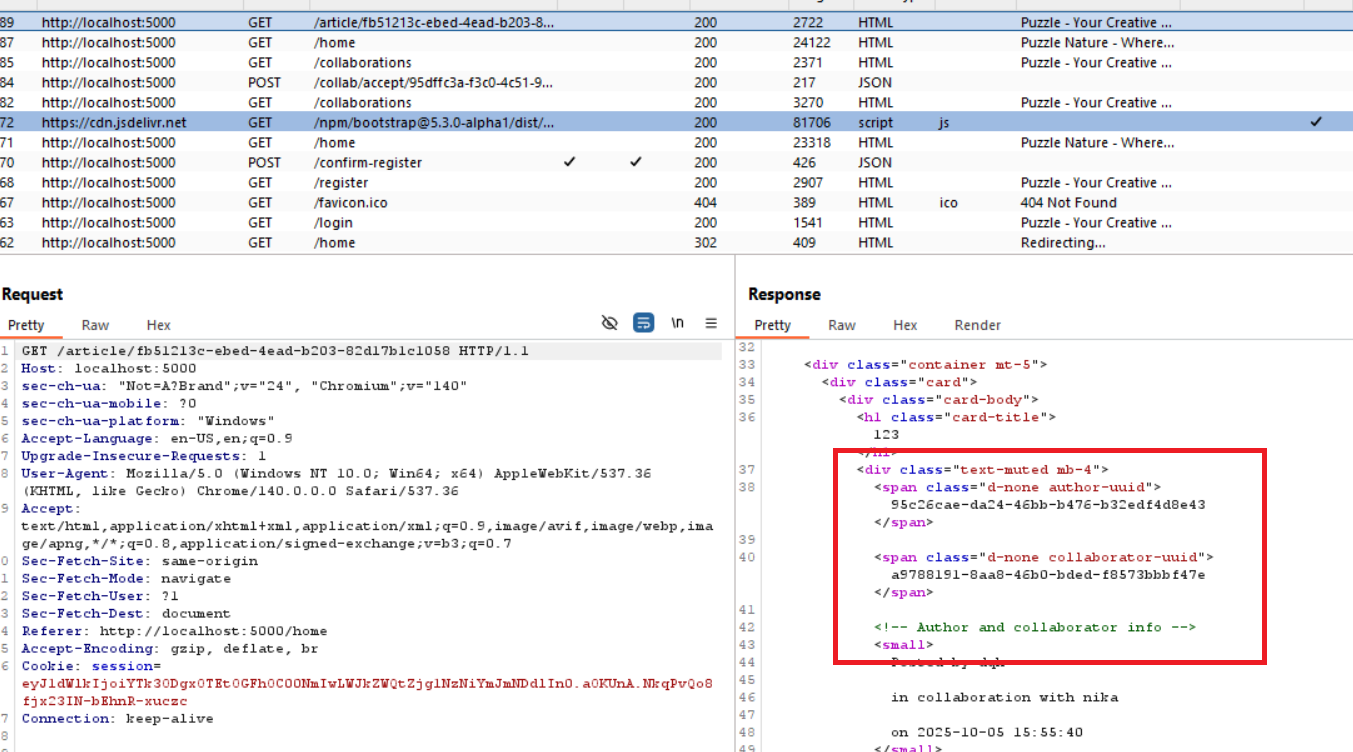 89 http://localhost:5000 GET /article/fb51213c-ebed-4ead-b203-8... 200 2722 HTML Puzzle - Your Creative ...
87 http://localhost:5000 GET /home 200 24122 HTML Puzzle Nature - Where...
85 http://localhost:5000 GET /collaborations 200 2371 HTML Puzzle - Your Creative ...
84 http://localhost:5000 POST /collab/accept/95dffc3a-f3c0-4c51-9... 200 217 JSON
82 http://localhost:5000 GET /collaborations 200 3270 HTML Puzzle - Your Creative ...
72 https://cdn.jsdelivr.net GET /npm/bootstrap@5.3.0-alpha1/dist/... 200 81706 script js ✓
71 http://localhost:5000 GET /home 200 23318 HTML Puzzle Nature - Where...
70 http://localhost:5000 POST /confirm-register ✓ ✓ 200 426 JSON
68 http://localhost:5000 GET /register 200 2907 HTML Puzzle - Your Creative ...
67 http://localhost:5000 GET /favicon.ico 404 389 HTML ico 404 Not Found
63 http://localhost:5000 GET /login 200 1541 HTML Puzzle - Your Creative ...
62 http://localhost:5000 GET /home 302 409 HTML Redirecting...
Request
Pretty Raw Hex \n
1 GET /article/fb51213c-ebed-4ead-b203-82d17b1c1058 HTTP/1.1
2 Host: localhost:5000
3 sec-ch-ua: "Not=A?Brand";v="24", "Chromium";v="140"
4 sec-ch-ua-mobile: ?0
5 sec-ch-ua-platform: "Windows"
6 Accept-Language: en-US,en;q=0.9
7 Upgrade-Insecure-Requests: 1
8 User-Agent: Mozilla/5.0 (Windows NT 10.0; Win64; x64) AppleWebKit/537.36
(KHTML, like Gecko) Chrome/140.0.0.0 Safari/537.36
9 Accept:
text/html,application/xhtml+xml,application/xml;q=0.9,image/avif,image/webp,ima
ge/apng,*/*;q=0.8,application/signed-exchange;v=b3;q=0.7
0 Sec-Fetch-Site: same-origin
1 Sec-Fetch-Mode: navigate
2 Sec-Fetch-User: ?1
3 Sec-Fetch-Dest: document
4 Referer: http://localhost:5000/home
5 Accept-Encoding: gzip, deflate, br
6 Cookie: session=
7 Connection: keep-alive
8
Response
Pretty Raw Hex Render
32
33 <div class="container mt-5">
34 <div class="card">
35 <div class="card-body">
36 <h1 class="card-title">
123
</h1>
37 <div class="text-muted mb-4">
38 <span class="d-none author-uuid">
95c26cae-da24-46bb-b476-b32edf4d8e43
</span>
39
40 <span class="d-none collaborator-uuid">
a9788191-8aa8-46b0-bded-f8573bbbf47e
</span>
41
42 <!-- Author and collaborator info -->
43 <small>
44 Posted by
45
46 in collaboration with nika
47
48 on 2025-10-05 15:55:40
49 </small>